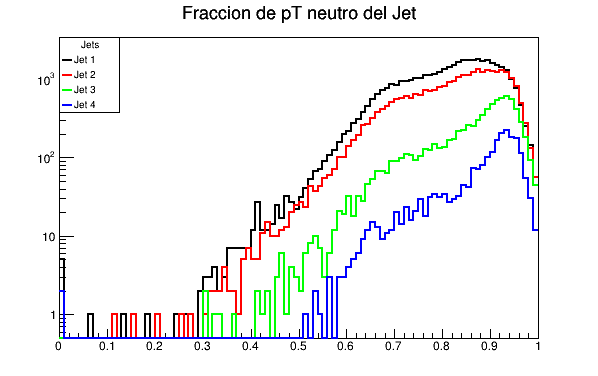 Fraccion de pT neutro del Jet
Jets
Jet 1
Jet 2
Jet 3
Jet 4
10³
10²
10
1
0 0.1 0.2 0.3 0.4 0.5 0.6 0.7 0.8 0.9 1